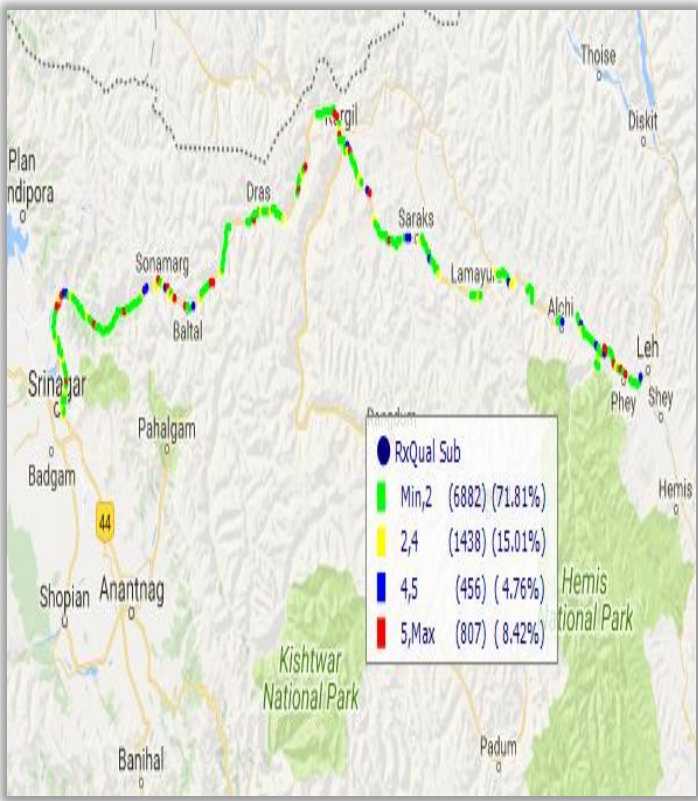 Thoise
Diskit
Kargil
Plan
ndipora
Dras
Saraks
Sonamarg
Lamayu
Baltal
Alchi
Leh
Srinagar
Phey
Shey
Pahalgam
Badgam
RxQual Sub
Min,2 (6882) (71.81%)
Hemis
44
2,4 (1438) (15.01%)
4,5 (456) ( 4.76%)
Hemis
Shopian
Anantnag
5,Max (807) ( 8.42%)
ational Park
Kishtwar
National Park
Banihal
Padum